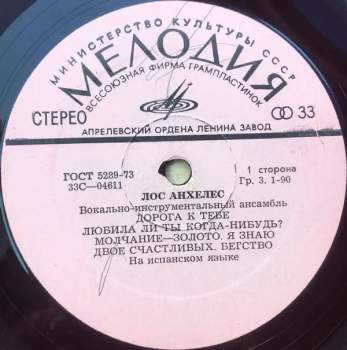 МИНИСТЕРСТВО КУЛЬТУРЫ СССР
МЕЛОДИЯ
ВСЕСОЮЗНАЯ ФИРМА ГРАМПЛАСТИНОК
СТЕРЕО
33
АПРЕЛЕВСКИЙ ОРДЕНА ЛЕНИНА ЗАВОД
ГОСТ 5289-73
33С—04611
1 сторона
Гр. 3. 1-90
ЛОС АНХЕЛЕС
Вокально-инструментальный ансамбль
ДОРОГА К ТЕБЕ
ЛЮБИЛА ЛИ ТЫ КОГДА-НИБУДЬ?
МОЛЧАНИЕ—ЗОЛОТО. Я ЗНАЮ
ДВОЕ СЧАСТЛИВЫХ. БЕГСТВО
На испанском языке